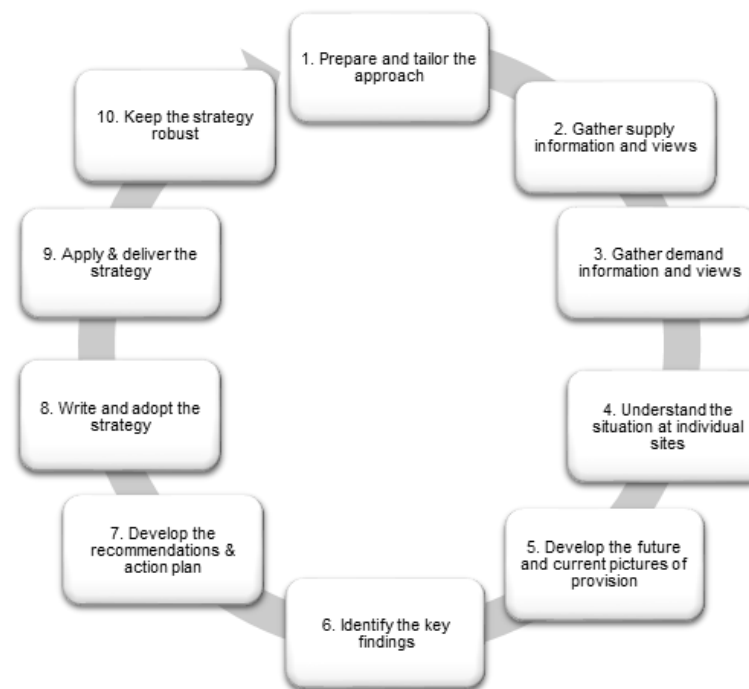 1. Prepare and tailor the
approach
2. Gather supply
information and views
3. Gather demand
information and views
4. Understand the
situation at individual
sites
5. Develop the future
and current pictures of
provision
6. Identify the key
findings
7. Develop the
recommendations &
action plan
8. Write and adopt the
strategy
9. Apply & deliver the
strategy
10. Keep the strategy
robust